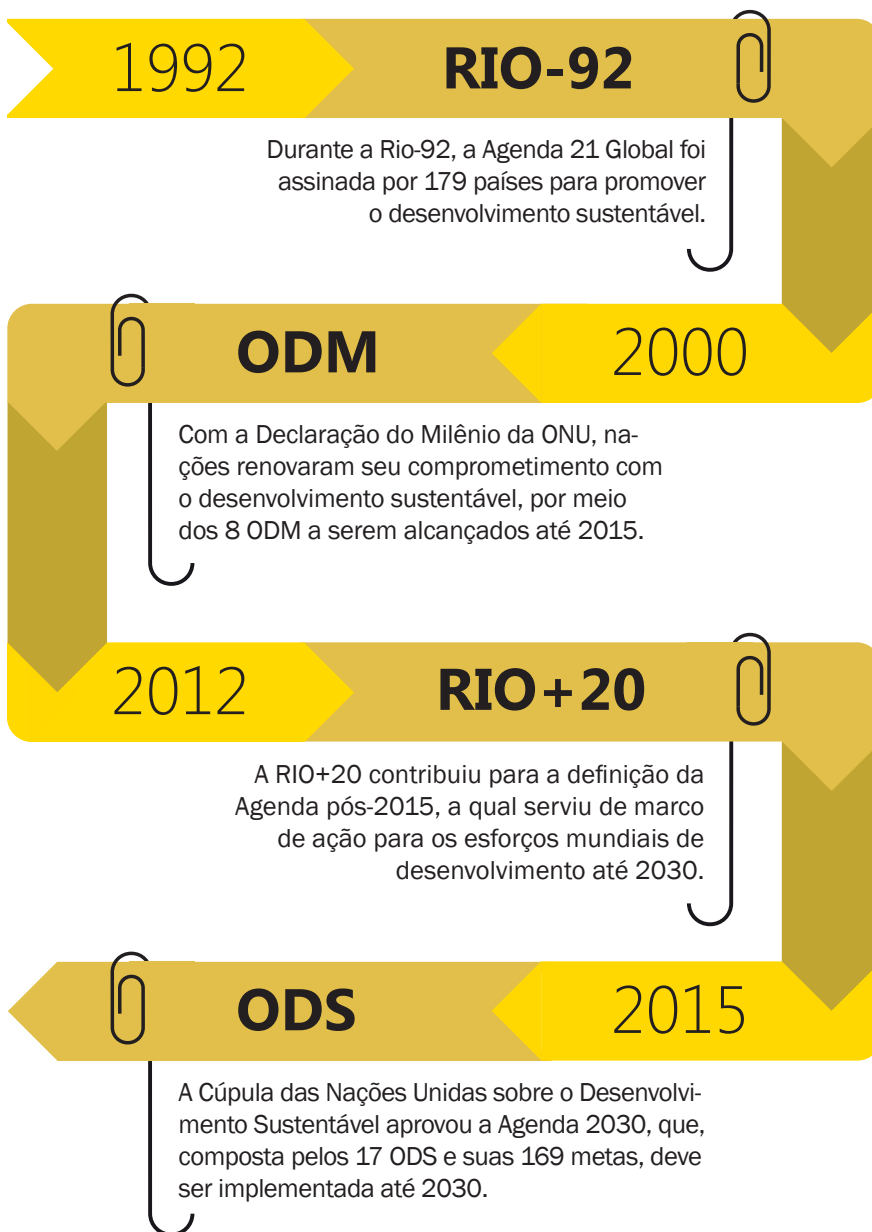 1992 RIO-92
Durante a Rio-92, a Agenda 21 Global foi
assinada por 179 países para promover
o desenvolvimento sustentável.
ODM 2000
Com a Declaração do Milênio da ONU, na-
ções renovaram seu comprometimento com
o desenvolvimento sustentável, por meio
dos 8 ODM a serem alcançados até 2015.
2012 RIO+20
A RIO+20 contribuiu para a definição da
Agenda pós-2015, a qual serviu de marco
de ação para os esforços mundiais de
desenvolvimento até 2030.
ODS 2015
A Cúpula das Nações Unidas sobre o Desenvolvi-
mento Sustentável aprovou a Agenda 2030, que,
composta pelos 17 ODS e suas 169 metas, deve
ser implementada até 2030.